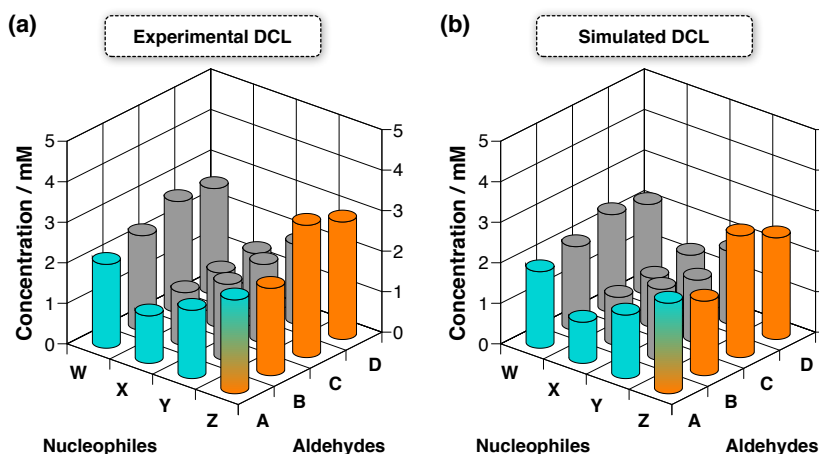 (a)
Experimental DCL
5
4
3
2
1
0
Concentration / mM
5
4
3
2
1
0
W
X
Y
Z
A
B
C
D
Nucleophiles
Aldehydes
(b)
Simulated DCL
5
4
3
2
1
0
Concentration / mM
W
X
Y
Z
A
B
C
D
Nucleophiles
Aldehydes